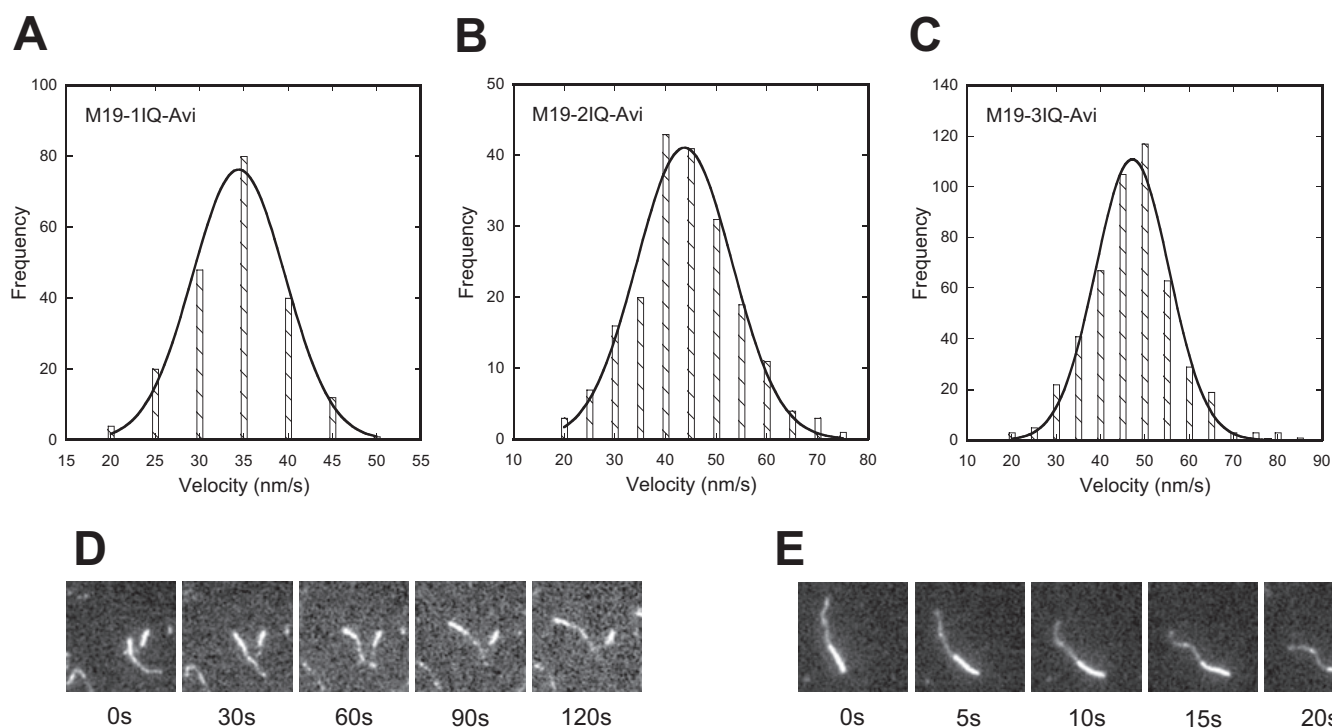 A
B
C
M19-1IQ-Avi
M19-2IQ-Avi
M19-3IQ-Avi
Frequency
100
80
60
40
20
0
15 20 25 30 35 40 45 50 55
Velocity (nm/s)
Frequency
50
40
30
20
10
0
10 20 30 40 50 60 70 80
Velocity (nm/s)
Frequency
140
120
100
80
60
40
20
0
10 20 30 40 50 60 70 80 90
Velocity (nm/s)
D
0s 30s 60s 90s 120s
E
0s 5s 10s 15s 20s